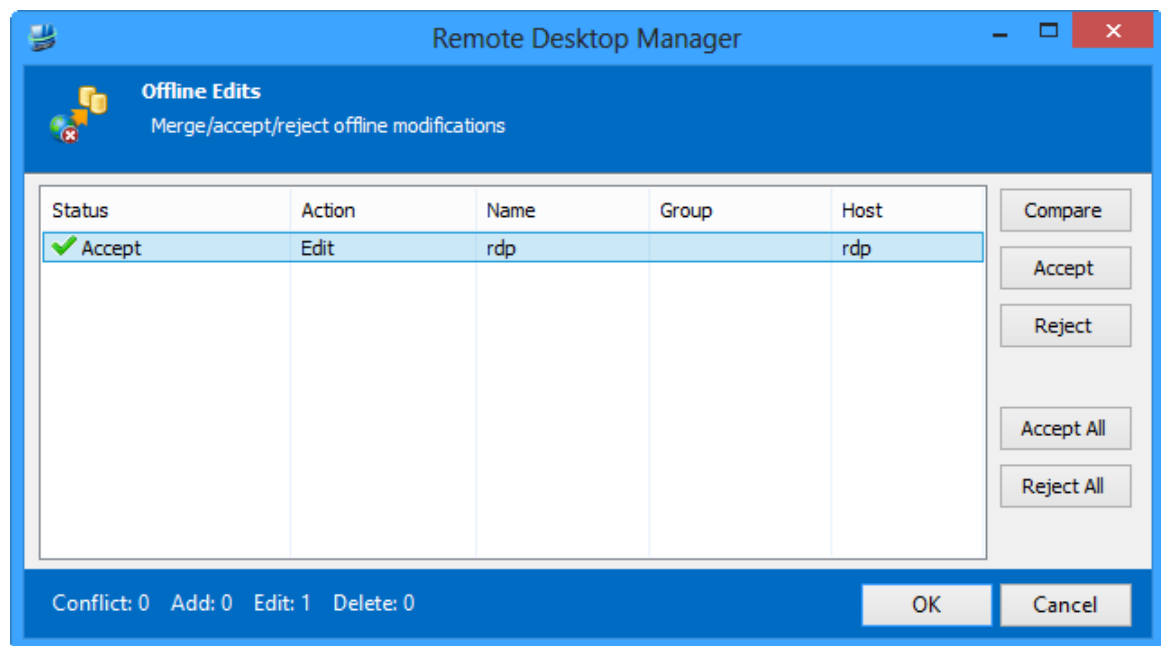 Remote Desktop Manager
Offline Edits
Merge/accept/reject offline modifications
Status Action Name Group Host
Accept Edit rdp rdp
Compare
Accept
Reject
Accept All
Reject All
Conflict: 0 Add: 0 Edit: 1 Delete: 0
OK Cancel